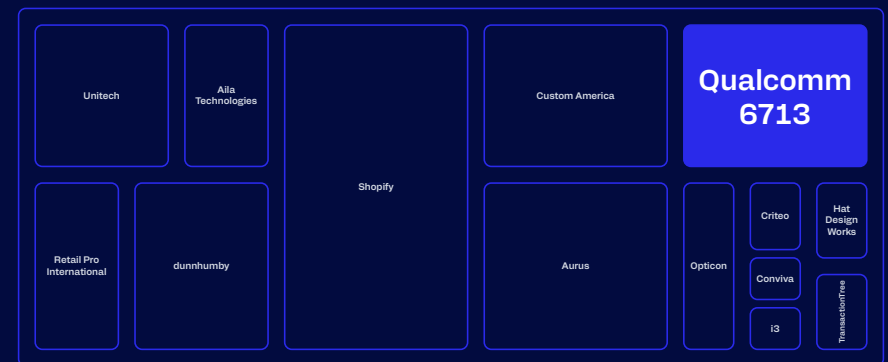 Unitech
Aila
Technologies
Shopify
Custom America
Qualcomm
6713
Retail Pro
International
dunnhumby
Aurus
Opticon
Criteo
Conviva
i3
Hat
Design
Works
TransactionTree